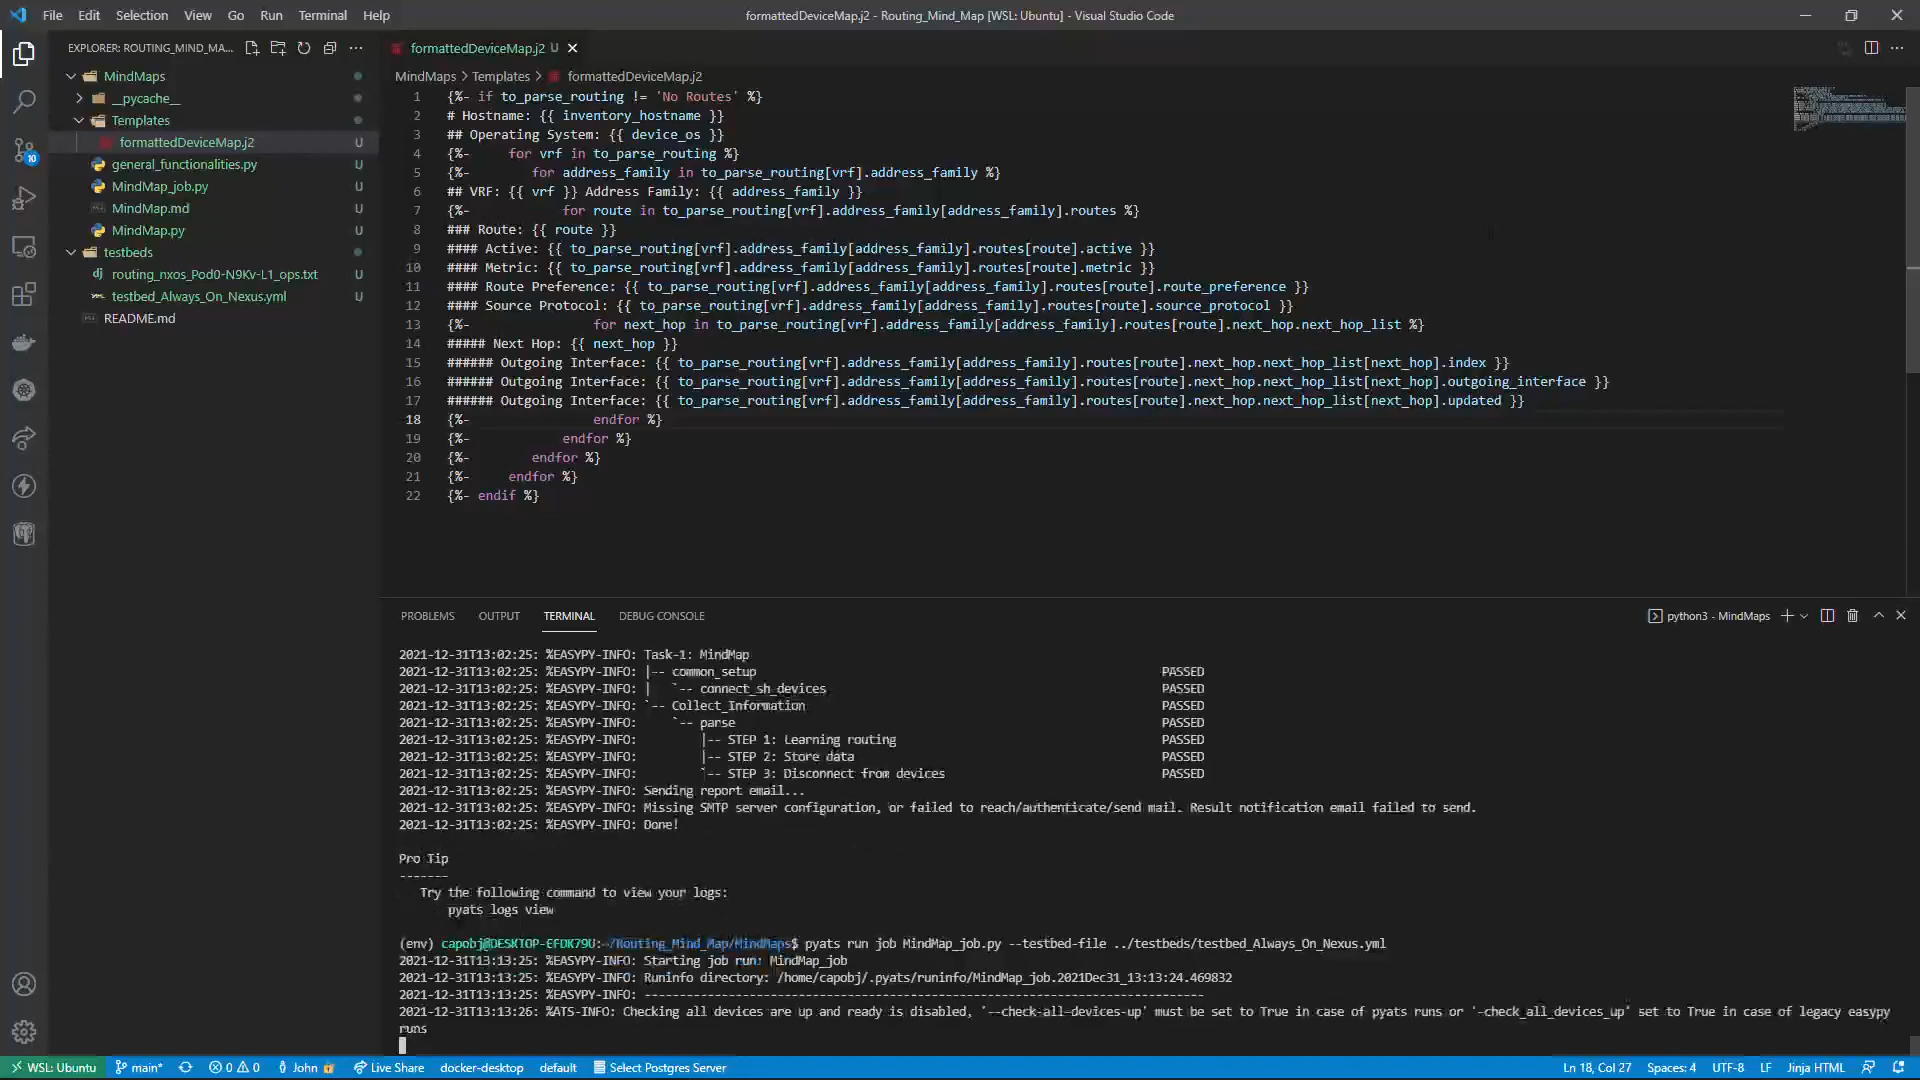 File Edit Selection View Go Run Terminal Help
formattedDeviceMap.j2 - Routing_Mind_Map [WSL: Ubuntu] - Visual Studio Code
EXPLORER: ROUTING_MIND_MA...
MindMaps
__pycache__
Templates
formattedDeviceMap.j2 U
general_functionalities.py U
MindMap_job.py U
MindMap.md U
MindMap.py U
testbeds
routing_nxos_Pod0-N9Kv-L1_ops.txt U
testbed_Always_On_Nexus.yml U
README.md
10
formattedDeviceMap.j2 U
MindMaps > Templates > formattedDeviceMap.j2
1 {%- if to_parse_routing != 'No Routes' %}
2 # Hostname: {{ inventory_hostname }}
3 ## Operating System: {{ device_os }}
4 {%- for vrf in to_parse_routing %}
5 {%- for address_family in to_parse_routing[vrf].address_family %}
6 ## VRF: {{ vrf }} Address Family: {{ address_family }}
7 {%- for route in to_parse_routing[vrf].address_family[address_family].routes %}
8 ### Route: {{ route }}
9 #### Active: {{ to_parse_routing[vrf].address_family[address_family].routes[route].active }}
10 #### Metric: {{ to_parse_routing[vrf].address_family[address_family].routes[route].metric }}
11 #### Route Preference: {{ to_parse_routing[vrf].address_family[address_family].routes[route].route_preference }}
12 #### Source Protocol: {{ to_parse_routing[vrf].address_family[address_family].routes[route].source_protocol }}
13 {%- for next_hop in to_parse_routing[vrf].address_family[address_family].routes[route].next_hop.next_hop_list %}
14 ##### Next Hop: {{ next_hop }}
15 ###### Outgoing Interface: {{ to_parse_routing[vrf].address_family[address_family].routes[route].next_hop.next_hop_list[next_hop].index }}
16 ###### Outgoing Interface: {{ to_parse_routing[vrf].address_family[address_family].routes[route].next_hop.next_hop_list[next_hop].outgoing_interface }}
17 ###### Outgoing Interface: {{ to_parse_routing[vrf].address_family[address_family].routes[route].next_hop.next_hop_list[next_hop].updated }}
18 {%- endfor %}
19 {%- endfor %}
20 {%- endfor %}
21 {%- endfor %}
22 {%- endif %}
PROBLEMS OUTPUT TERMINAL DEBUG CONSOLE
python3 - MindMaps
2021-12-31T13:02:25: %EASYPY-INFO: Task-1: MindMap
2021-12-31T13:02:25: %EASYPY-INFO: |-- common_setup PASSED
2021-12-31T13:02:25: %EASYPY-INFO: | `-- connect_sh_devices PASSED
2021-12-31T13:02:25: %EASYPY-INFO: `-- Collect_Information PASSED
2021-12-31T13:02:25: %EASYPY-INFO: `-- parse PASSED
2021-12-31T13:02:25: %EASYPY-INFO: |-- STEP 1: Learning routing PASSED
2021-12-31T13:02:25: %EASYPY-INFO: |-- STEP 2: Store data PASSED
2021-12-31T13:02:25: %EASYPY-INFO: `-- STEP 3: Disconnect from devices PASSED
2021-12-31T13:02:25: %EASYPY-INFO: Sending report email...
2021-12-31T13:02:25: %EASYPY-INFO: Missing SMTP server configuration, or failed to reach/authenticate/send mail. Result notification email failed to send.
2021-12-31T13:02:25: %EASYPY-INFO: Done!
Pro Tip
-------
Try the following command to view your logs:
pyats logs view
(env) capobj@DESKTOP-EFDK79U:~/Routing_Mind_Map/MindMaps$ pyats run job MindMap_job.py --testbed-file ../testbeds/testbed_Always_On_Nexus.yml
2021-12-31T13:13:25: %EASYPY-INFO: Starting job run: MindMap_job
2021-12-31T13:13:25: %EASYPY-INFO: Runinfo directory: /home/capobj/.pyats/runinfo/MindMap_job.2021Dec31_13:13:24.469832
2021-12-31T13:13:25: %EASYPY-INFO: --------------------------------------------------------------------------------
2021-12-31T13:13:26: %ATS-INFO: Checking all devices are up and ready is disabled, '--check-all-devices-up' must be set to True in case of pyats runs or '-check_all_devices_up' set to True in case of legacy easypy
runs
WSL: Ubuntu main* 0 0 John Live Share docker-desktop default Select Postgres Server Ln 18, Col 27 Spaces: 4 UTF-8 LF Jinja HTML